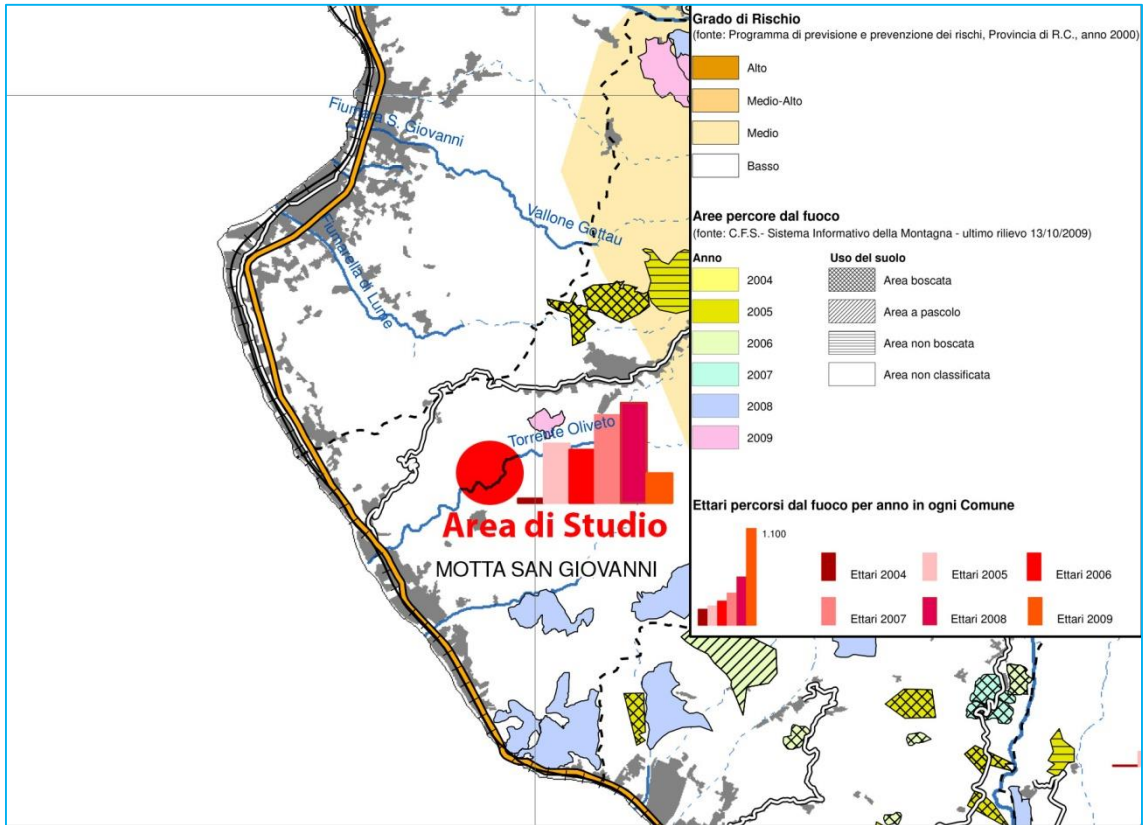 Grado di Rischio
(fonte: Programma di previsione e prevenzione dei rischi, Provincia di R.C., anno 2000)
Alto
Medio-Alto
Medio
Basso
Aree percore dal fuoco
(fonte: C.F.S.- Sistema Informativo della Montagna - ultimo rilievo 13/10/2009)
Anno
Uso del suolo
2004
Area boscata
2005
Area a pascolo
2006
Area non boscata
2007
Area non classificata
2008
2009
Ettari percorsi dal fuoco per anno in ogni Comune
1.100
Ettari 2004
Ettari 2005
Ettari 2006
Ettari 2007
Ettari 2008
Ettari 2009
Fiumara S. Giovanni
Vallone Gottau
Fiumarella di Lume
Torrente Oliveto
Area di Studio
MOTTA SAN GIOVANNI